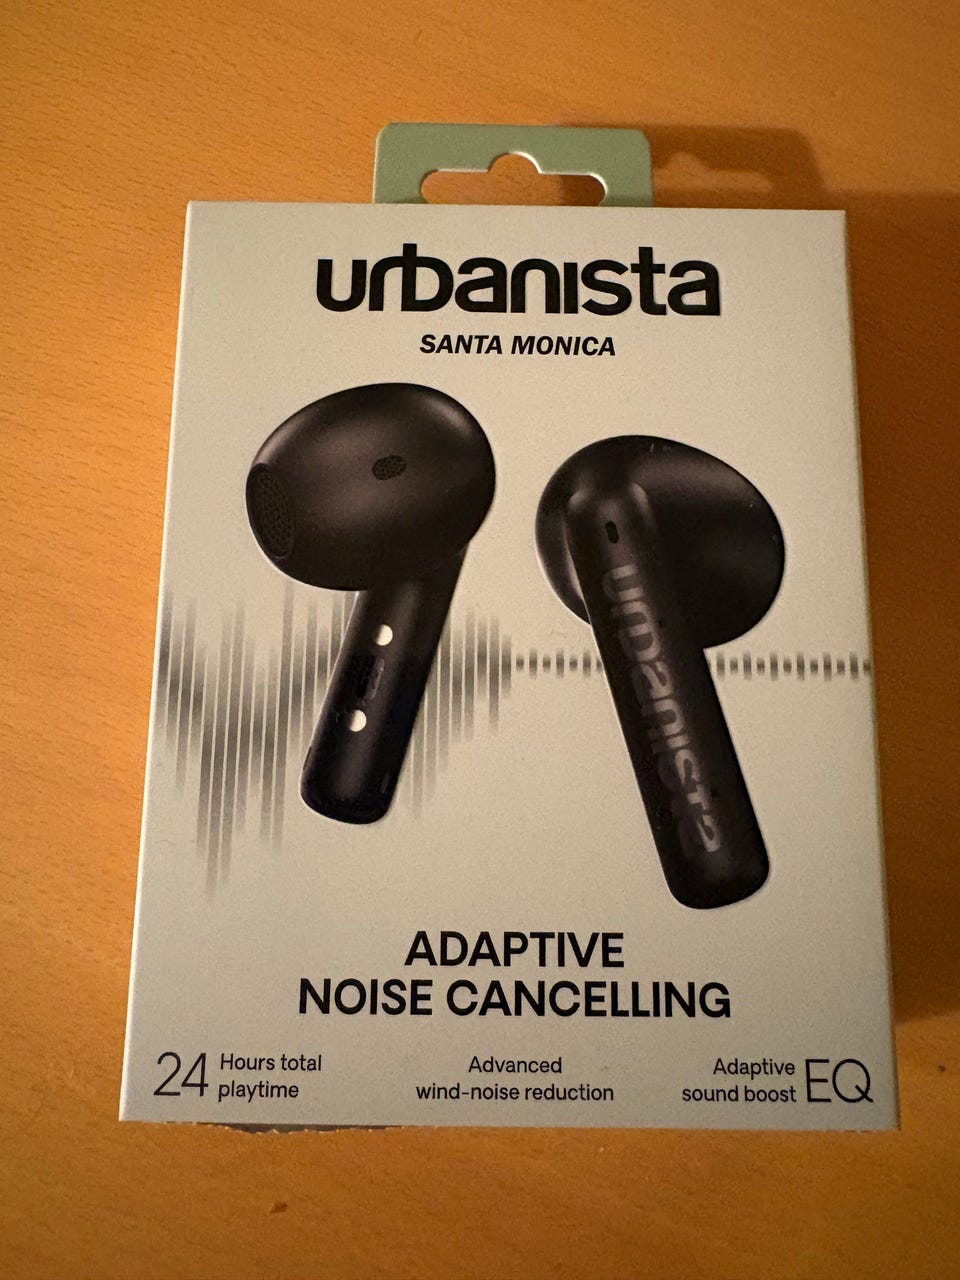 urbanista
SANTA MONICA
urbanista
ADAPTIVE
NOISE CANCELLING
24 Hours total
playtime
Advanced
wind-noise reduction
Adaptive
sound boost EQ